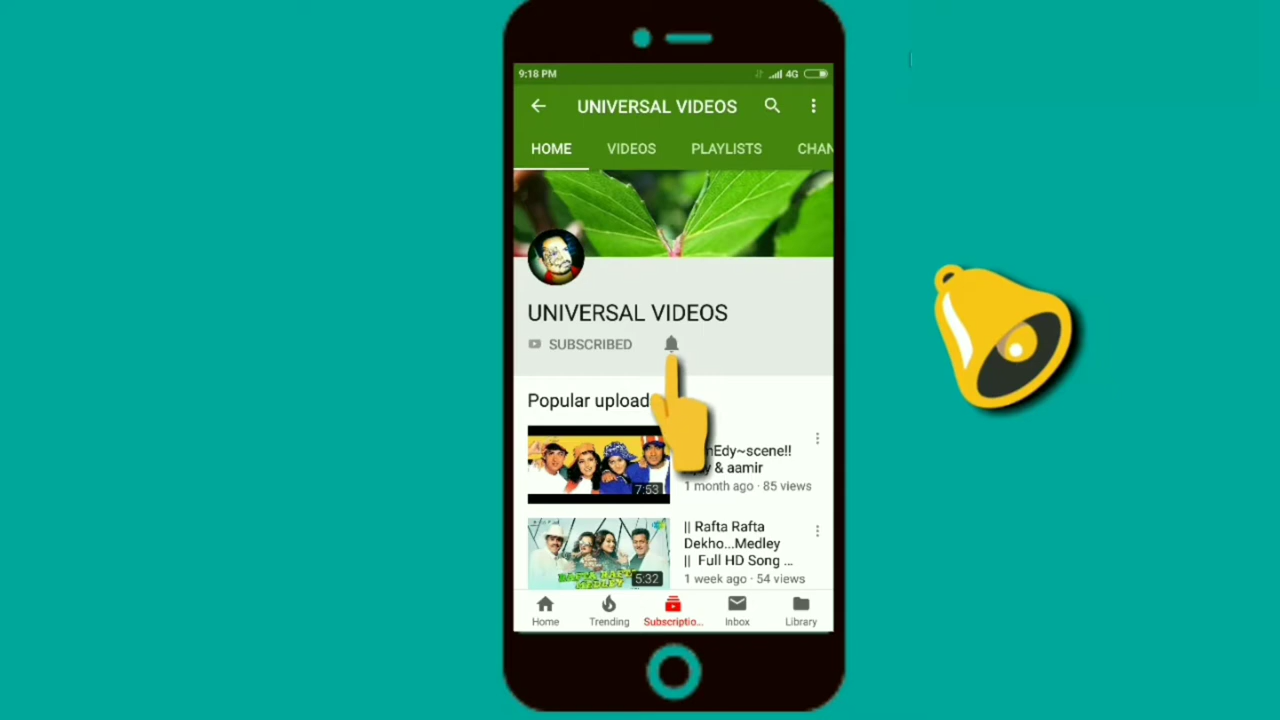 9:18 PM
4G
UNIVERSAL VIDEOS
HOME VIDEOS PLAYLISTS CHAN
UNIVERSAL VIDEOS
SUBSCRIBED
Popular upload
7:53
Edy~scene!!
& aamir
1 month ago · 85 views
5:32
|| Rafta Rafta
Dekho...Medley
|| Full HD Song ...
1 week ago · 54 views
Home Trending Subscriptio... Inbox Library